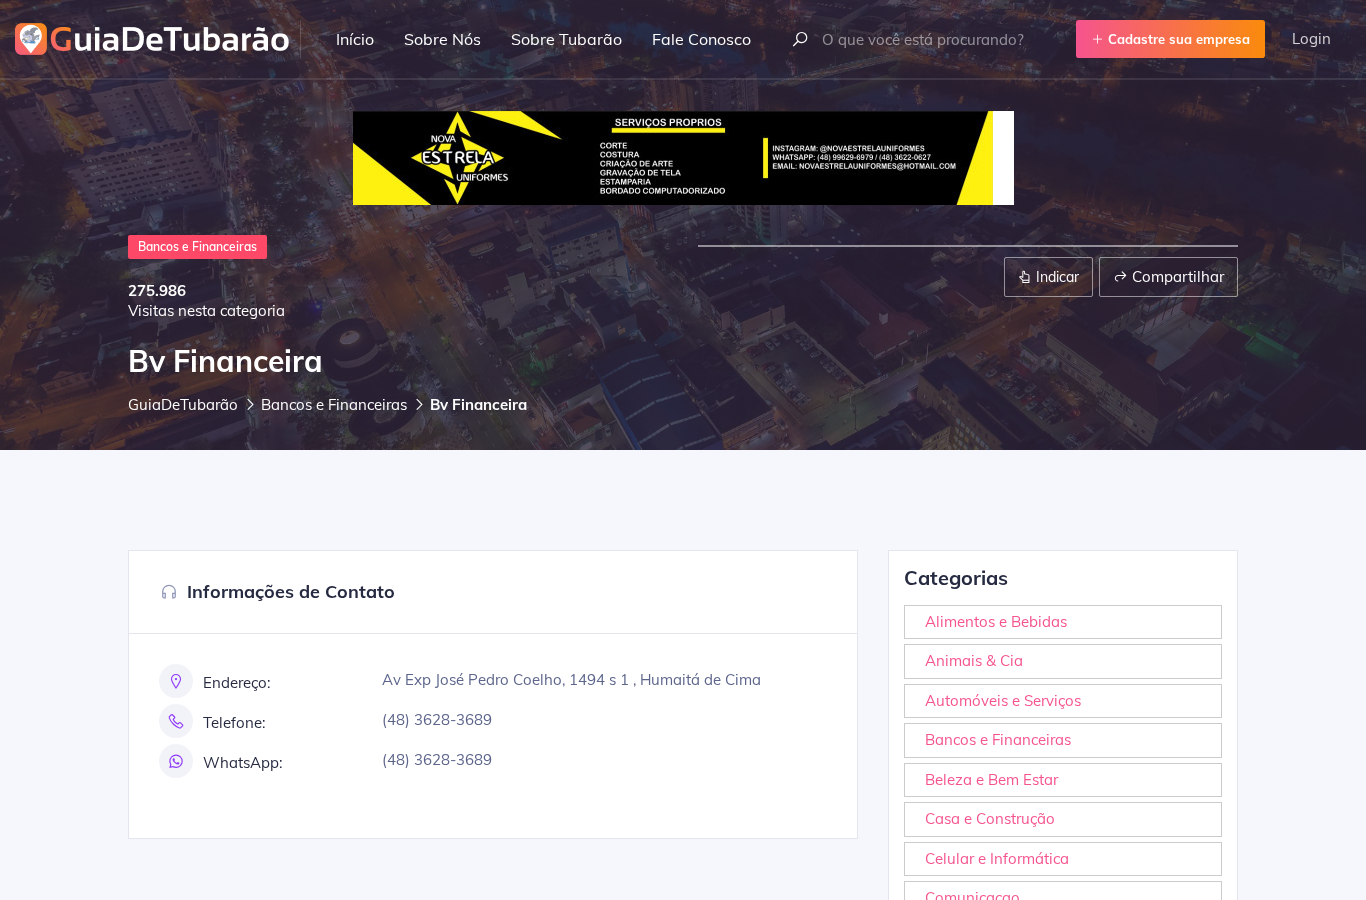 GuiaDeTubarão
Início
Sobre Nós
Sobre Tubarão
Fale Conosco
O que você está procurando?
+ Cadastre sua empresa
Login
NOVA
ESTRELA
UNIFORMES
SERVIÇOS PROPRIOS
CORTE
COSTURA
CRIAÇÃO DE ARTE
GRAVAÇÃO DE TELA
ESTAMPARIA
BORDADO COMPUTADORIZADO
INSTAGRAM: @NOVAESTRELAUNIFORMES
WHATSAPP: (48) 99629-6979 / (48) 3622-0627
EMAIL: NOVAESTRELAUNIFORMES@HOTMAIL.COM
Bancos e Financeiras
275.986
Visitas nesta categoria
Indicar
Compartilhar
Bv Financeira
GuiaDeTubarão > Bancos e Financeiras > Bv Financeira
Informações de Contato
Endereço: Av Exp José Pedro Coelho, 1494 s 1 , Humaitá de Cima
Telefone: (48) 3628-3689
WhatsApp: (48) 3628-3689
Categorias
Alimentos e Bebidas
Animais & Cia
Automóveis e Serviços
Bancos e Financeiras
Beleza e Bem Estar
Casa e Construção
Celular e Informática
Comunicaçao